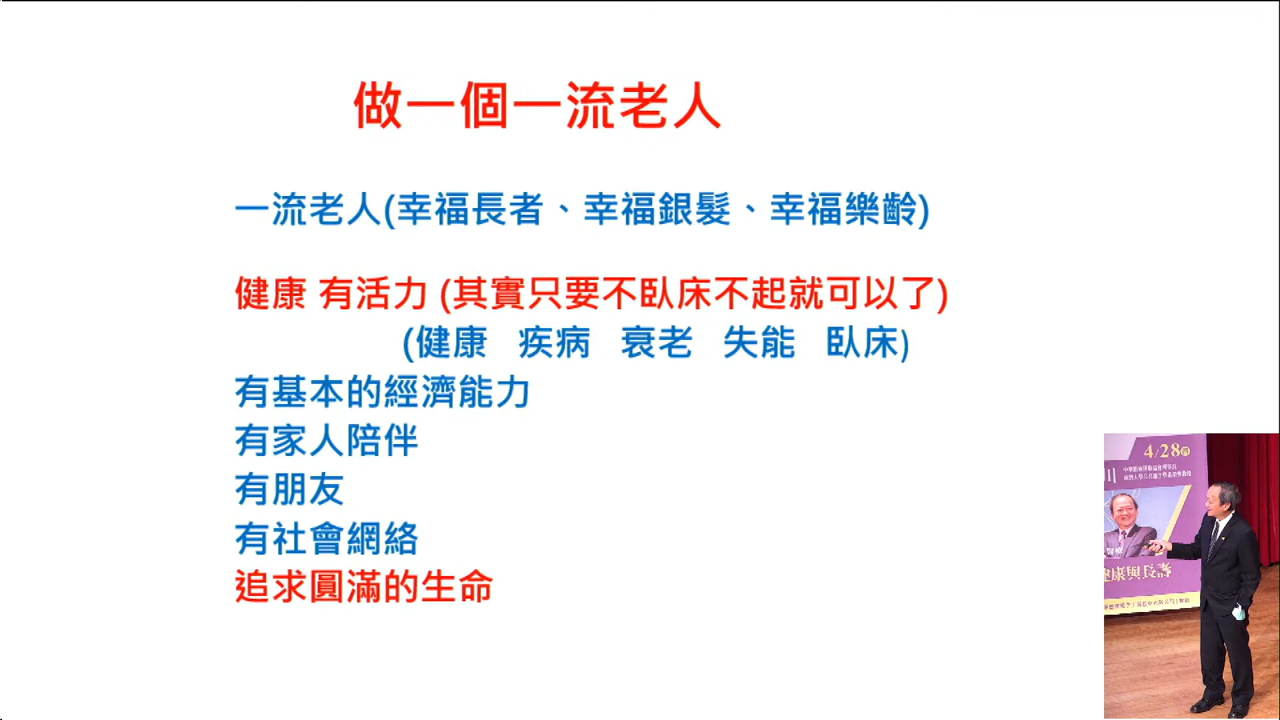 做一個一流老人
一流老人(幸福長者、幸福銀髮、幸福樂齡)
健康 有活力 (其實只要不臥床不起就可以了)
(健康 疾病 衰老 失能 臥床)
有基本的經濟能力
有家人陪伴
有朋友
有社會網絡
追求圓滿的生命
4/28
川
醫療
健康與長壽